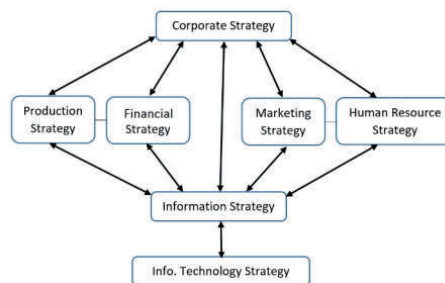 Corporate Strategy
Production
Strategy
Financial
Strategy
Marketing
Strategy
Human Resource
Strategy
Information Strategy
Info. Technology Strategy